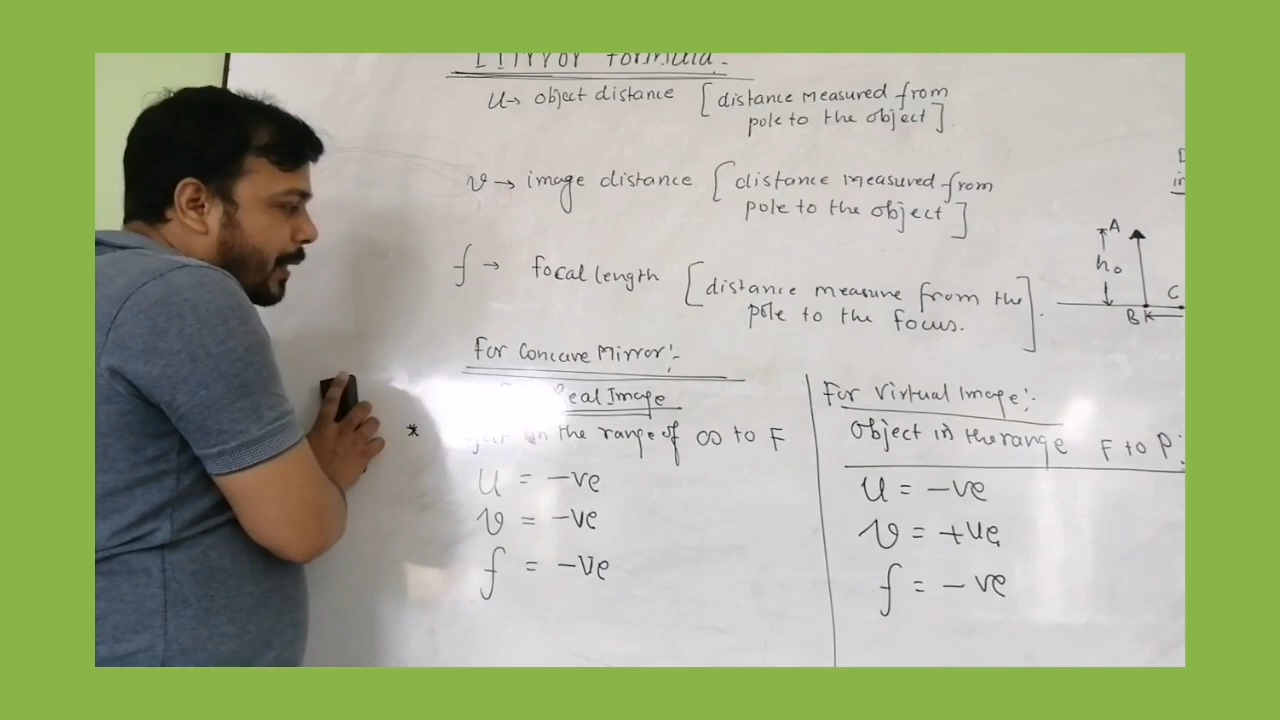 Mirror formula:-
u→ object distance [distance measured from
pole to the object].
v→ image distance [distance measured from
pole to the object]
f→ focal length [distance measure from the
pole to the focus.].
For Concave Mirror:-
Real Image
* in the range of ∞ to F
u = -ve
v = -ve
f = -ve
For Virtual Image:-
Object in the range F to P:
u = -ve
v = +ve
f = -ve
A
h₀
B
C